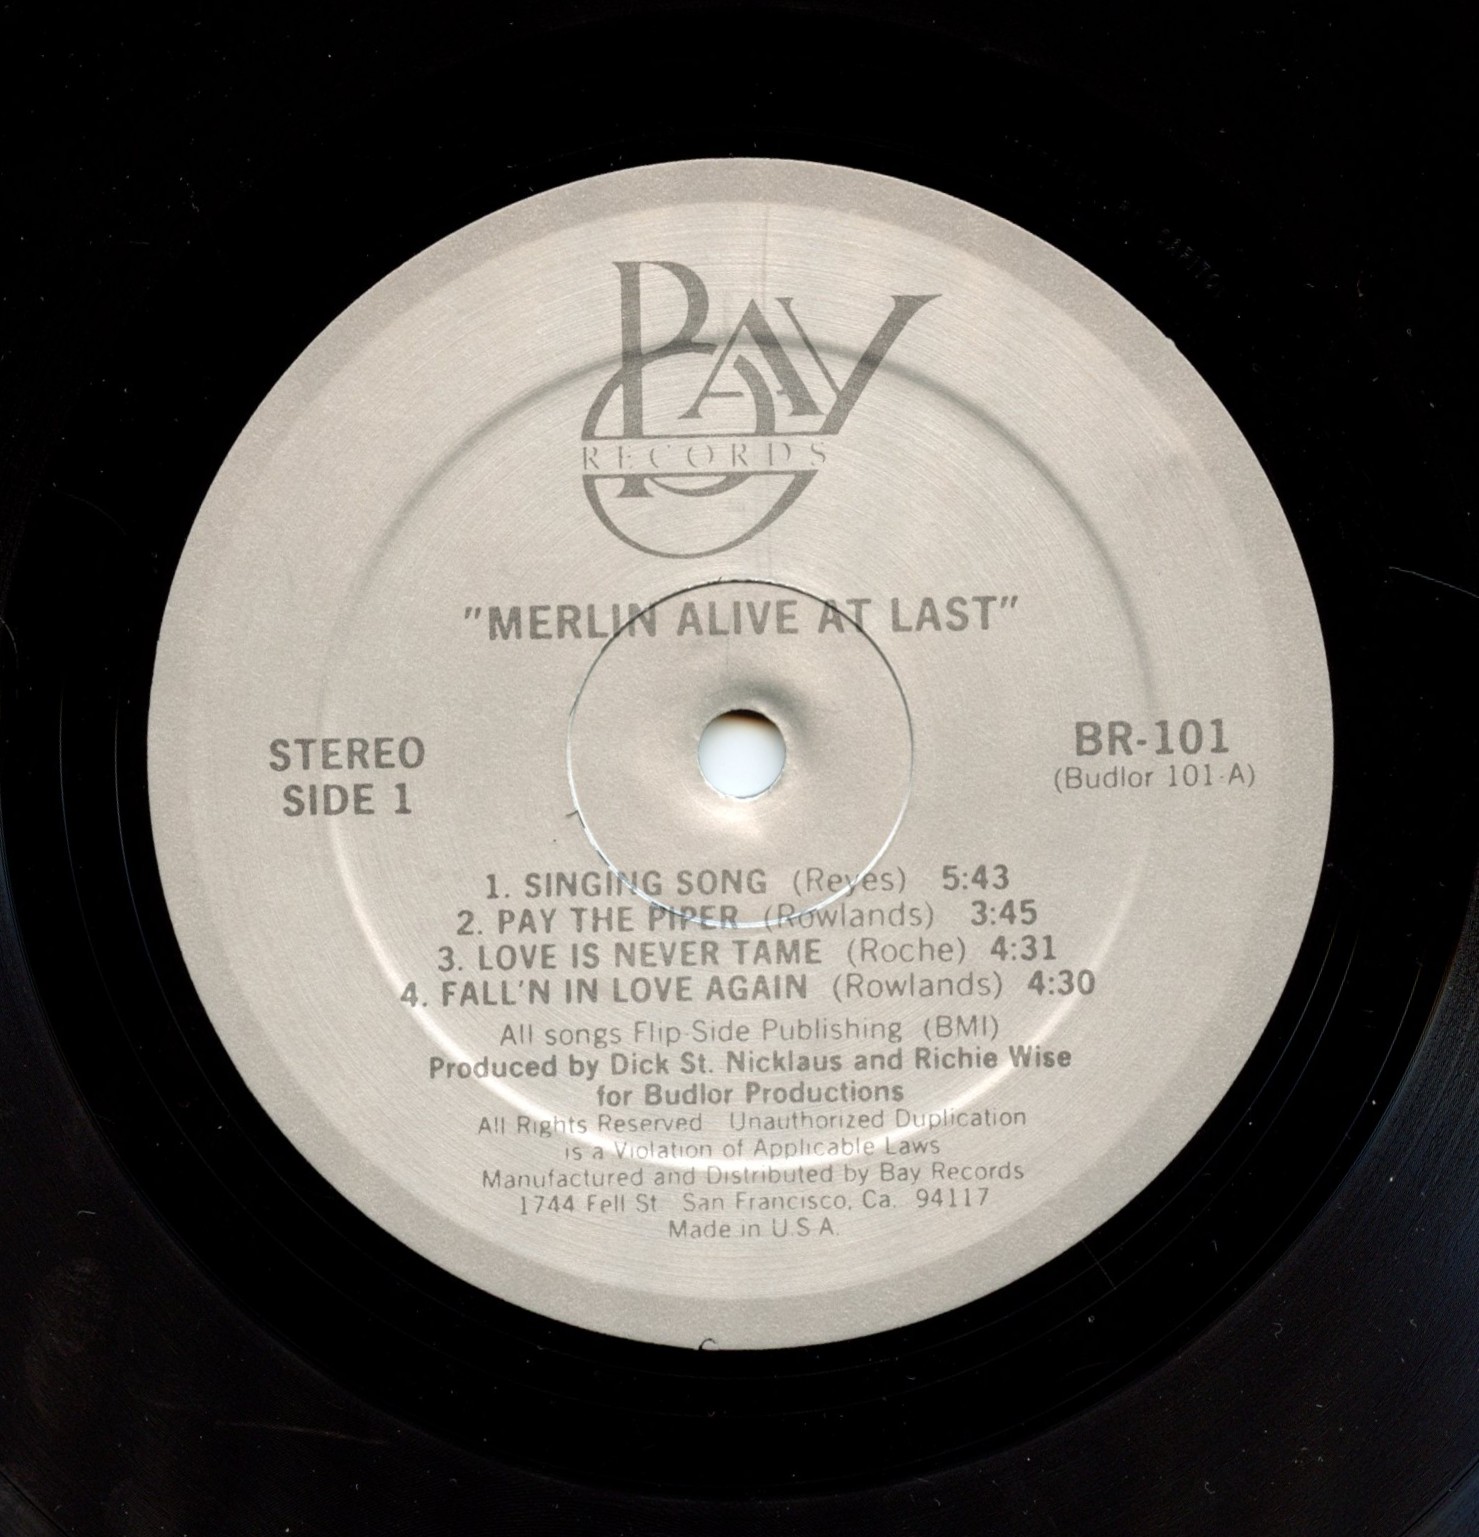 BAY
RECORDS
"MERLIN ALIVE AT LAST"
STEREO
SIDE 1
BR-101
(Budlor 101-A)
1. SINGING SONG (Reyes) 5:43
2. PAY THE PIPER (Rowlands) 3:45
3. LOVE IS NEVER TAME (Roche) 4:31
4. FALL'N IN LOVE AGAIN (Rowlands) 4:30
All songs Flip-Side Publishing (BMI)
Produced by Dick St. Nicklaus and Richie Wise
for Budlor Productions
All Rights Reserved Unauthorized Duplication
is a Violation of Applicable Laws
Manufactured and Distributed by Bay Records
1744 Fell St San Francisco, Ca. 94117
Made in U.S.A.